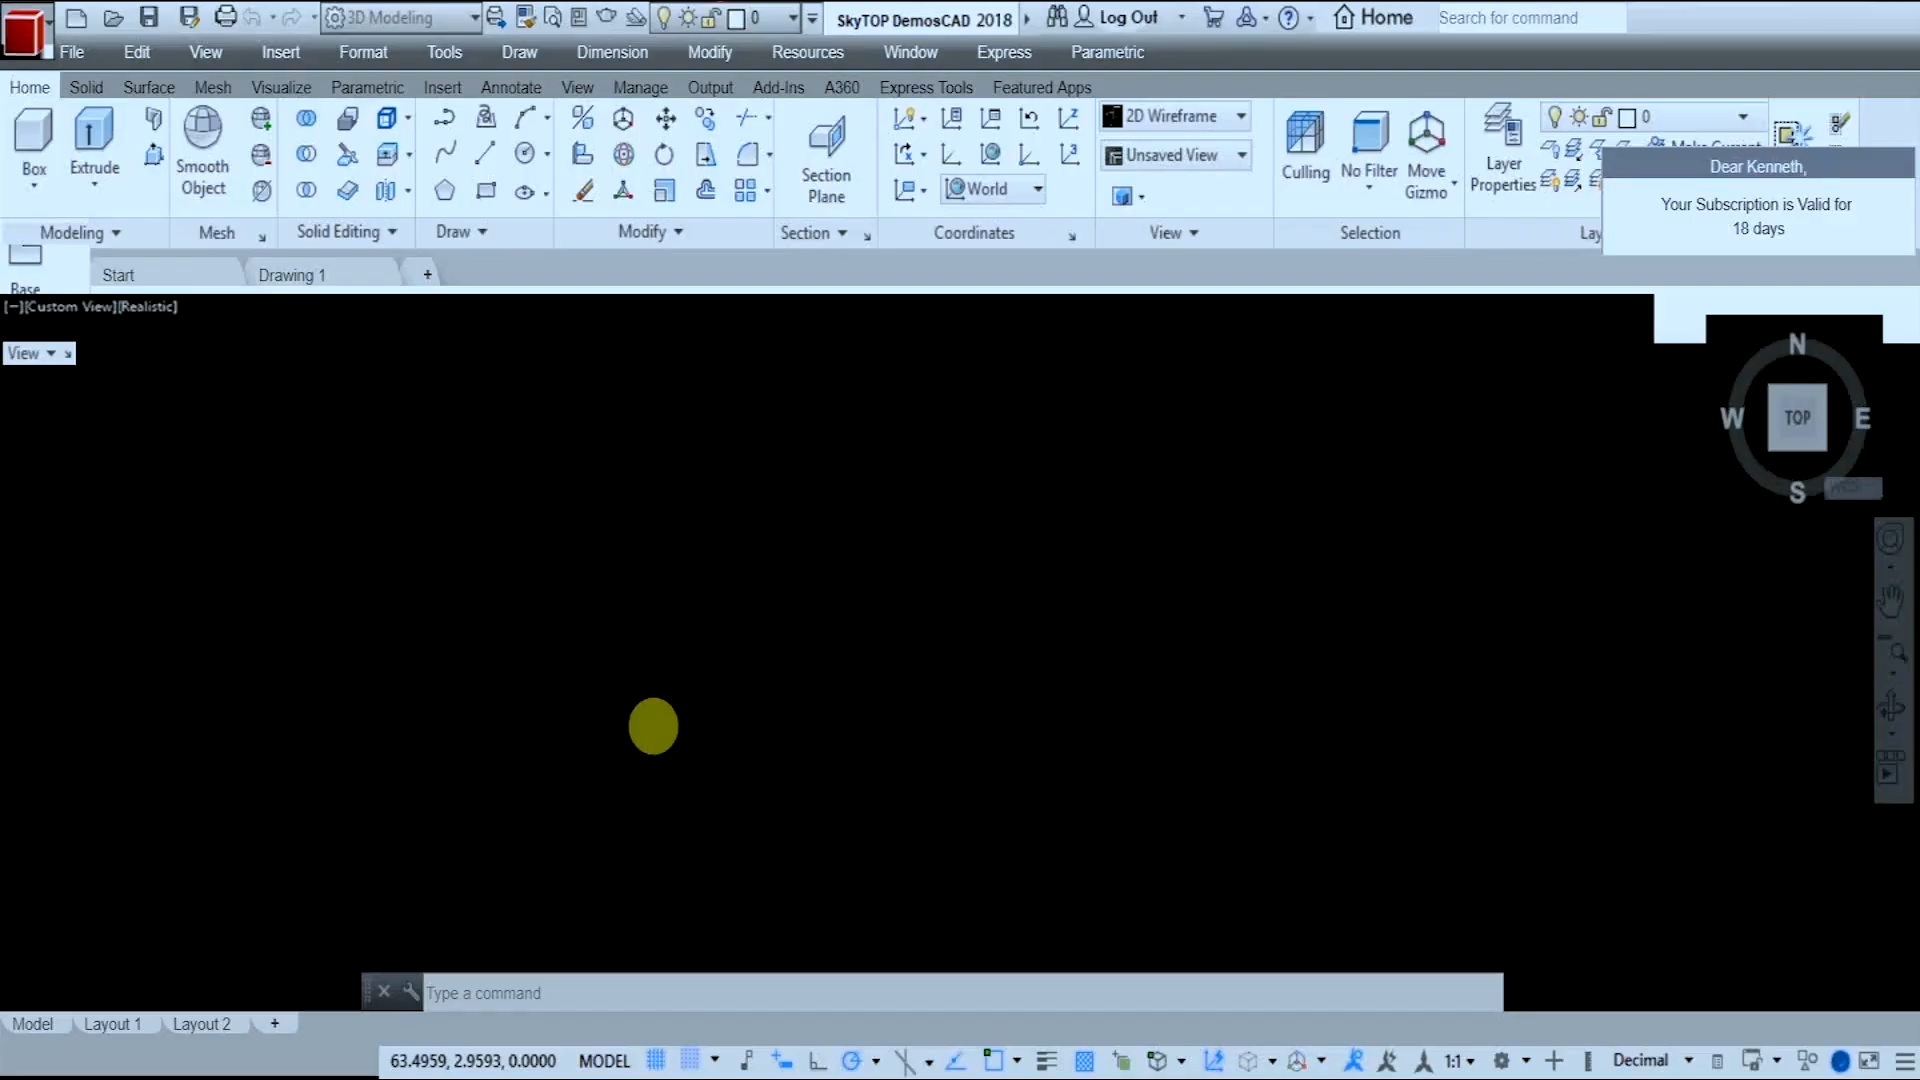 3D Modeling
0
SkyTOP DemosCAD 2018
Log Out
Home
Search for command
File Edit View Insert Format Tools Draw Dimension Modify Resources Window Express Parametric
Home Solid Surface Mesh Visualize Parametric Insert Annotate View Manage Output Add-Ins A360 Express Tools Featured Apps
Box
Extrude
Smooth
Object
Section
Plane
World
2D Wireframe
Unsaved View
Culling
No Filter
Move
Gizmo
Layer
Properties
0
Make Current
Dear Kenneth,
Your Subscription is Valid for
18 days
Modeling Mesh Solid Editing Draw Modify Section Coordinates View Selection
Base
Start Drawing 1 +
[−][Custom View][Realistic]
View
N
W TOP E
S
Type a command
Model Layout 1 Layout 2 +
63.4959, 2.9593, 0.0000 MODEL 1:1 Decimal